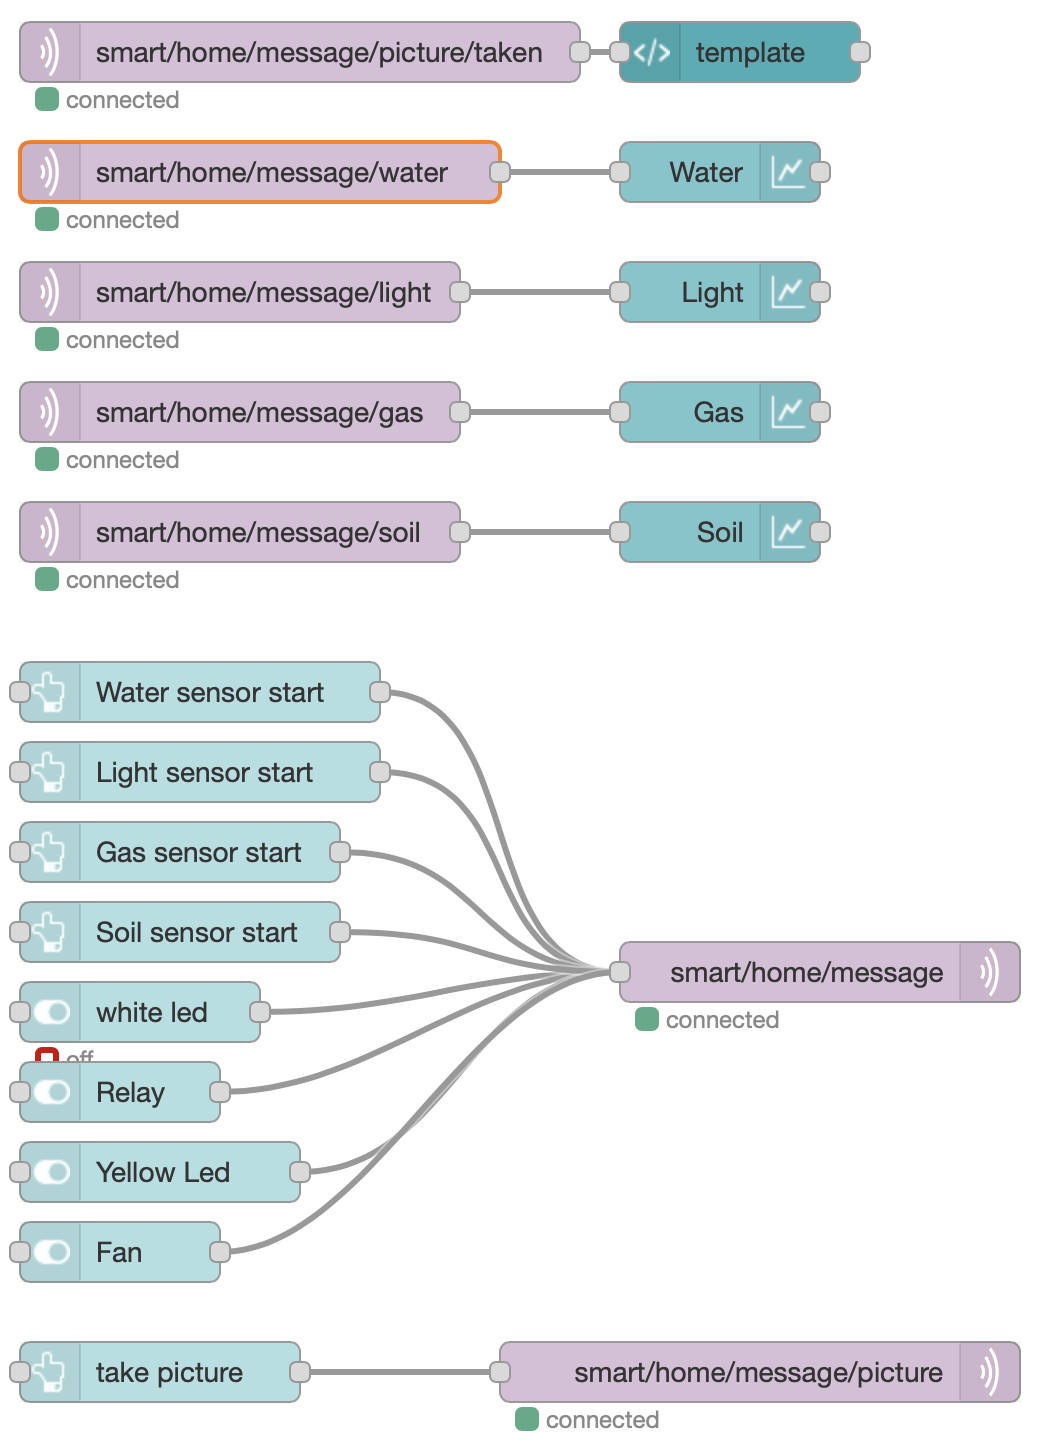 smart/home/message/picture/taken
template
connected
smart/home/message/water
Water
connected
smart/home/message/light
Light
connected
smart/home/message/gas
Gas
connected
smart/home/message/soil
Soil
connected
Water sensor start
Light sensor start
Gas sensor start
Soil sensor start
smart/home/message
connected
white led
off
Relay
Yellow Led
Fan
take picture
smart/home/message/picture
connected